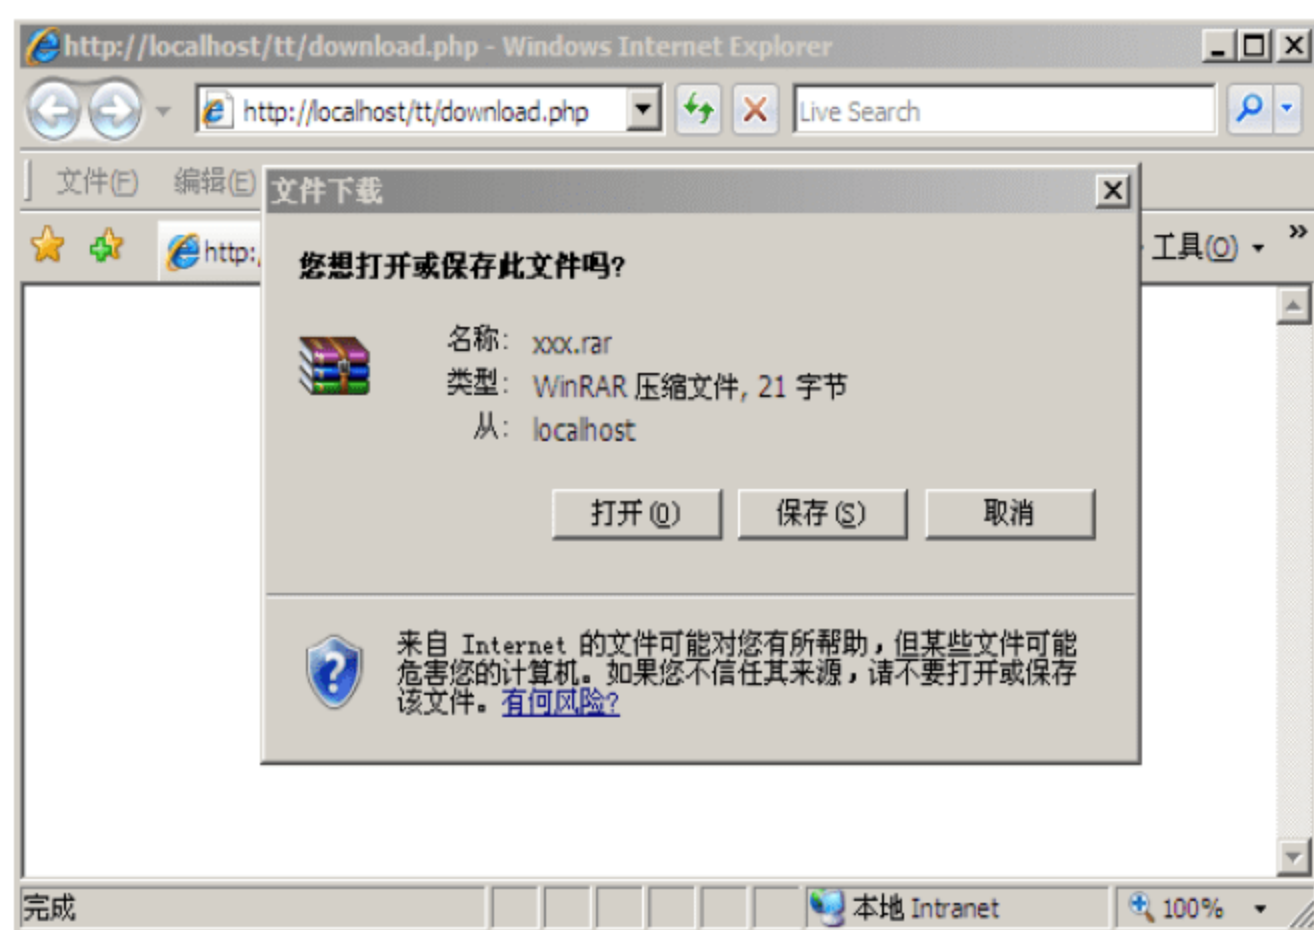 http://localhost/tt/download.php - Windows Internet Explorer
http://localhost/tt/download.php
Live Search
文件(F) 编辑(E)
http:
工具(O)
»
文件下载
您想打开或保存此文件吗?
名称: xxx.rar
类型: WinRAR 压缩文件, 21 字节
从: localhost
打开(O) 保存(S) 取消
来自 Internet 的文件可能对您有所帮助，但某些文件可能
危害您的计算机。如果您不信任其来源，请不要打开或保存
该文件。有何风险?
完成 本地 Intranet 100%